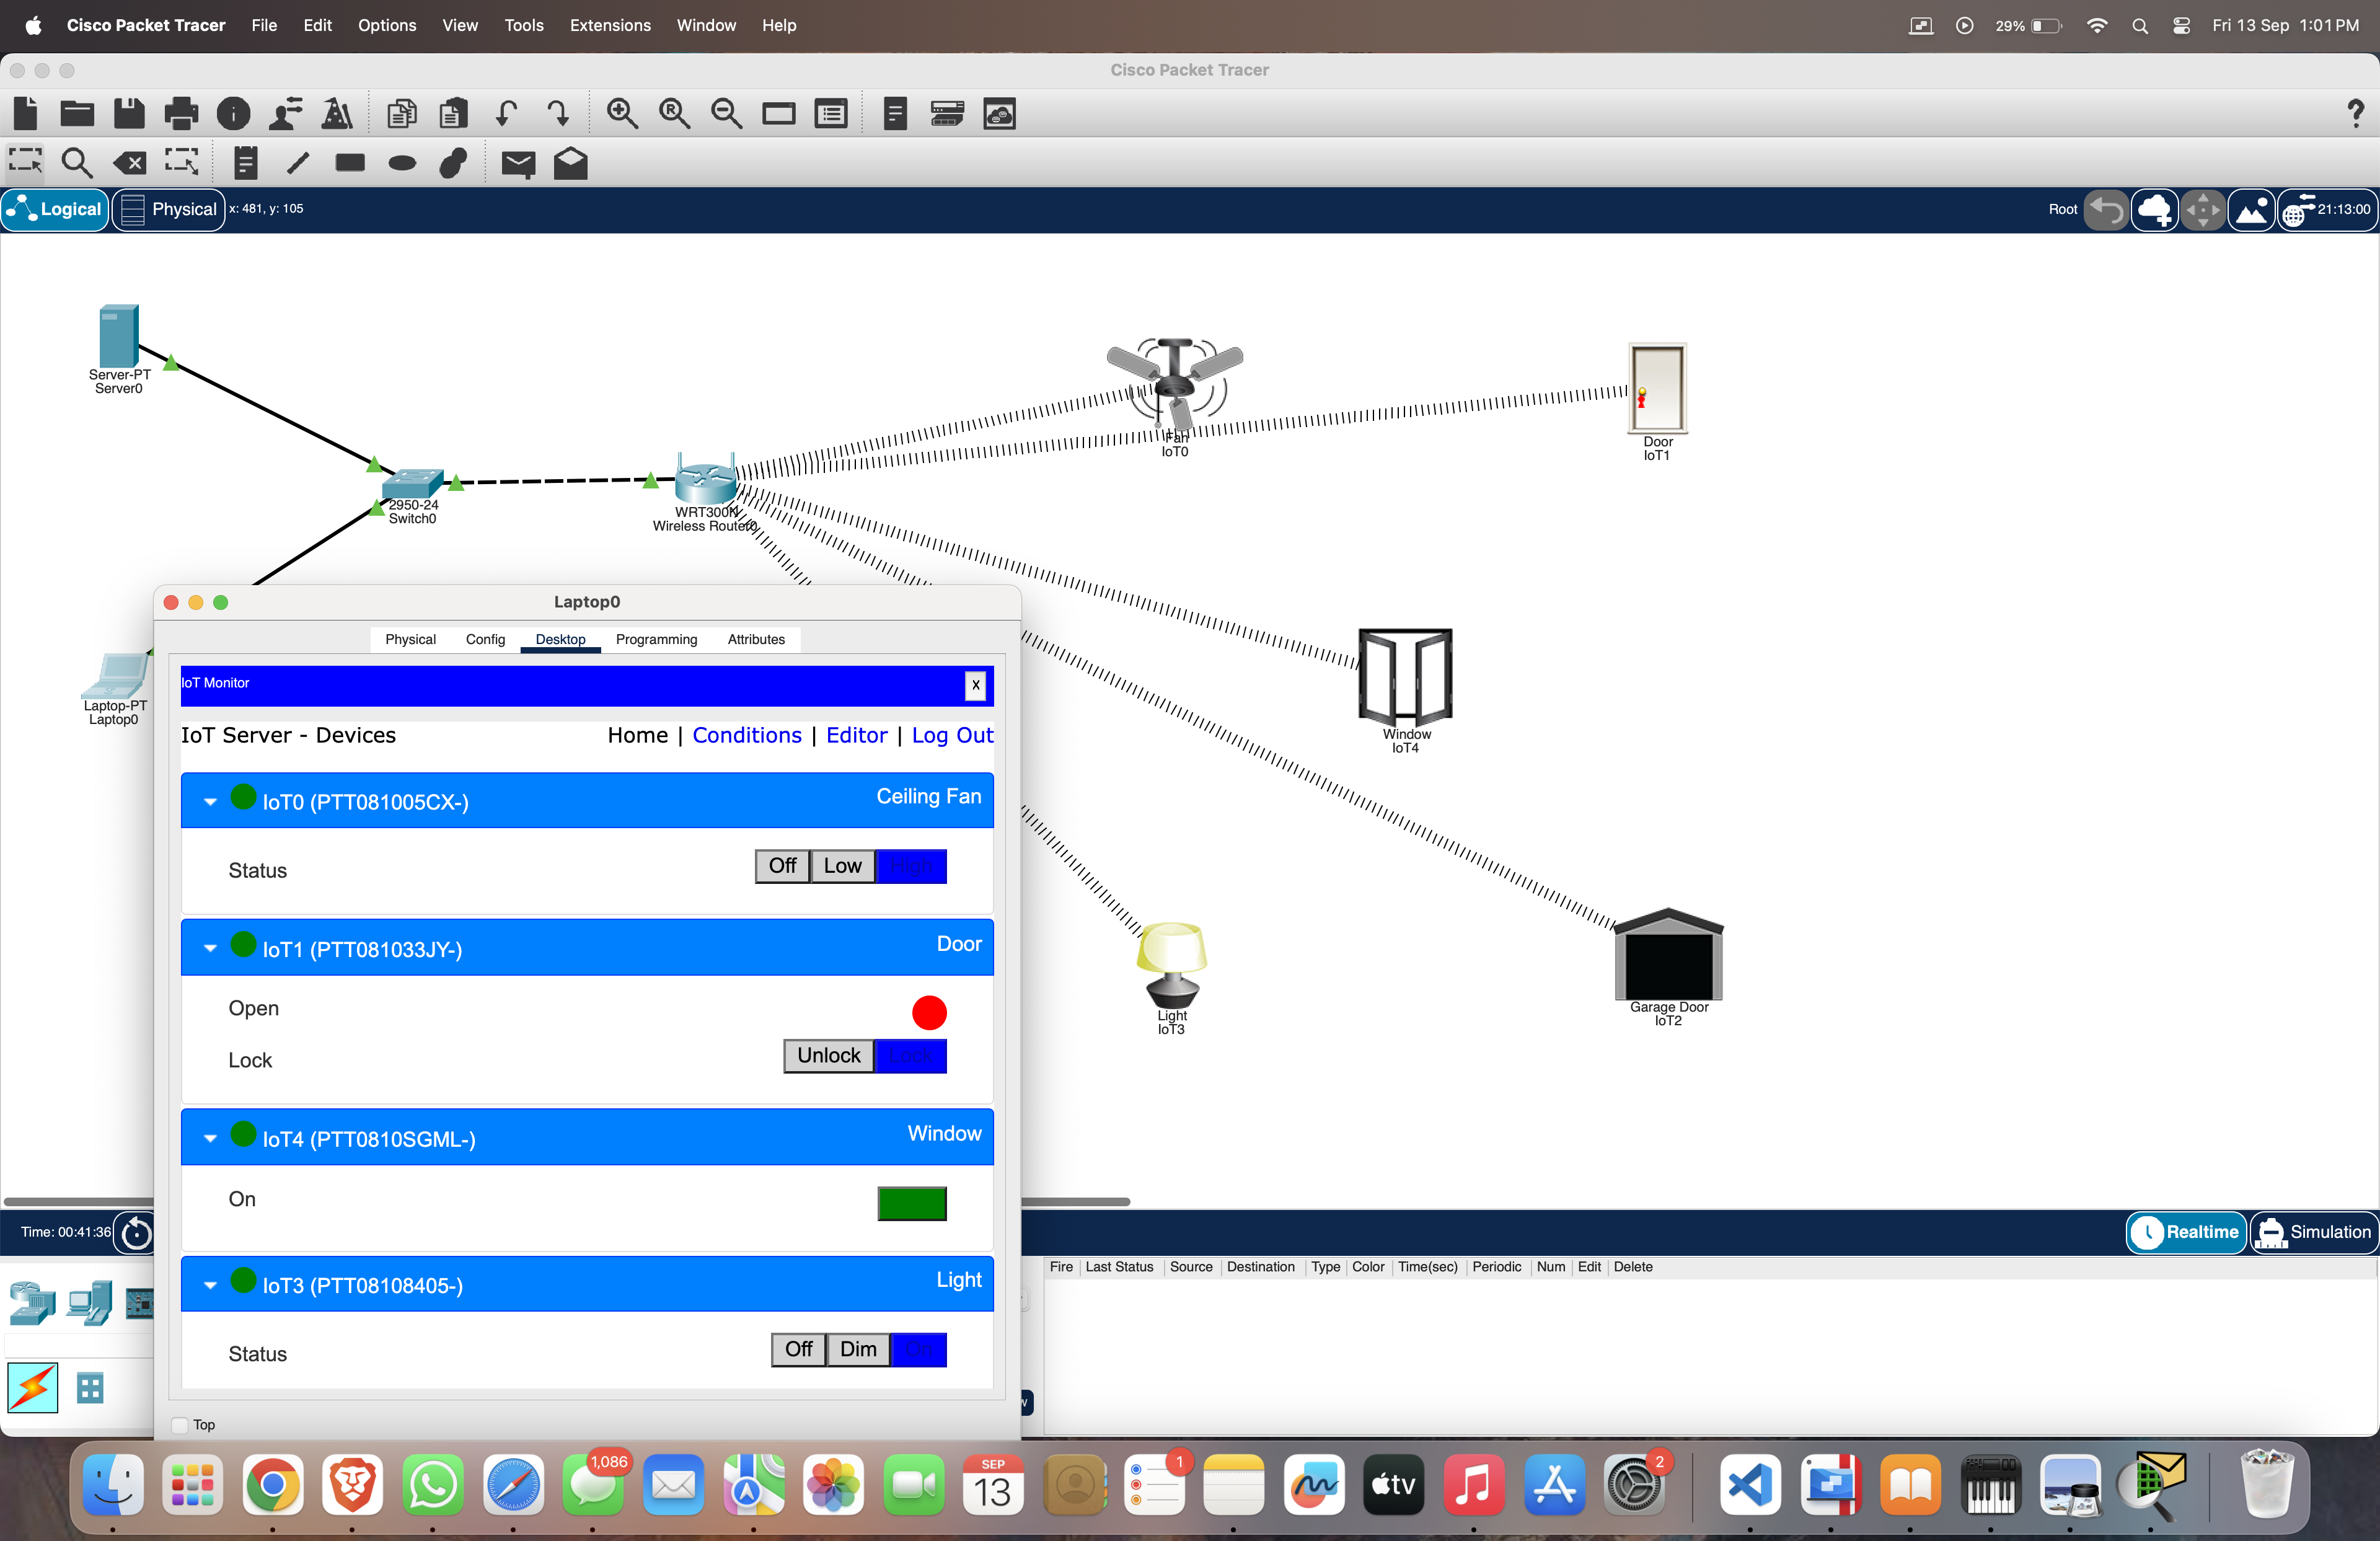 Cisco Packet Tracer File Edit Options View Tools Extensions Window Help 29% Fri 13 Sep 1:01 PM
Cisco Packet Tracer
R
?
Logical Physical x: 481, y: 105 Root 21:13:00
Server-PT
Server0
2950-24
Switch0
WRT300N
Wireless Router0
Fan
IoT0
Door
IoT1
Laptop-PT
Laptop0
Window
IoT4
Light
IoT3
Garage Door
IoT2
Laptop0
Physical Config Desktop Programming Attributes
IoT Monitor X
IoT Server - Devices Home | Conditions | Editor | Log Out
IoT0 (PTT081005CX-) Ceiling Fan
Status Off Low High
IoT1 (PTT081033JY-) Door
Open
Lock Unlock Lock
IoT4 (PTT0810SGML-) Window
On
IoT3 (PTT08108405-) Light
Status Off Dim On
Top
Time: 00:41:36 Realtime Simulation
Fire Last Status Source Destination Type Color Time(sec) Periodic Num Edit Delete
1,086
SEP
13
1
tv
2